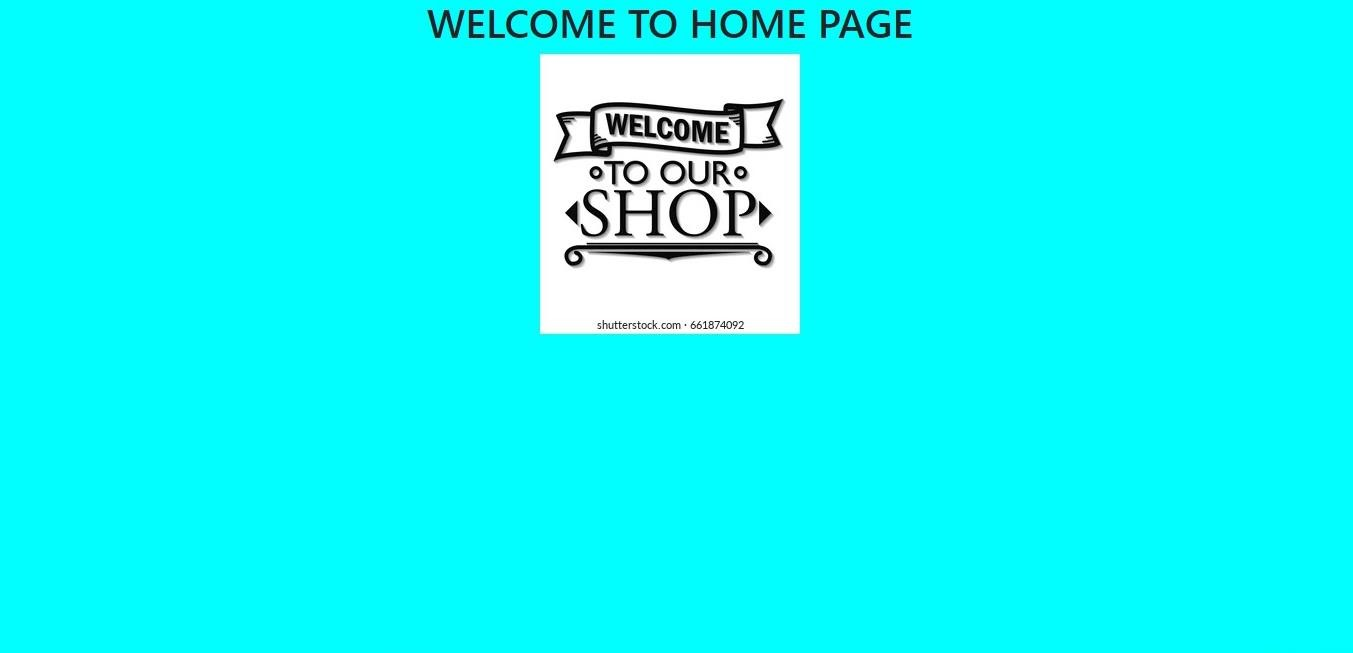 WELCOME TO HOME PAGE
WELCOME
TO OUR
SHOP
shutterstock.com · 661874092